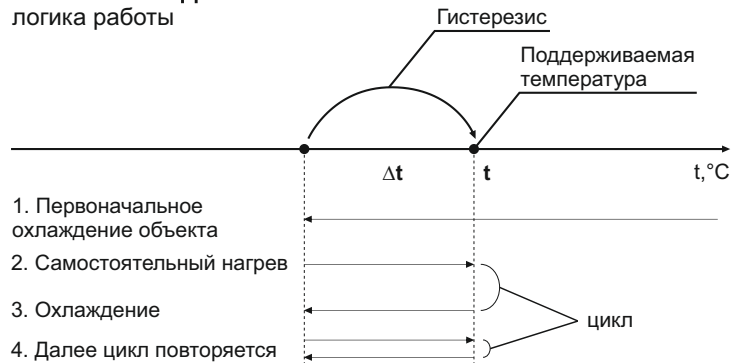 логика работы
Гистерезис
Поддерживаемая
температура
Δt
t
t,°C
1. Первоначальное
охлаждение объекта
2. Самостоятельный нагрев
3. Охлаждение
цикл
4. Далее цикл повторяется